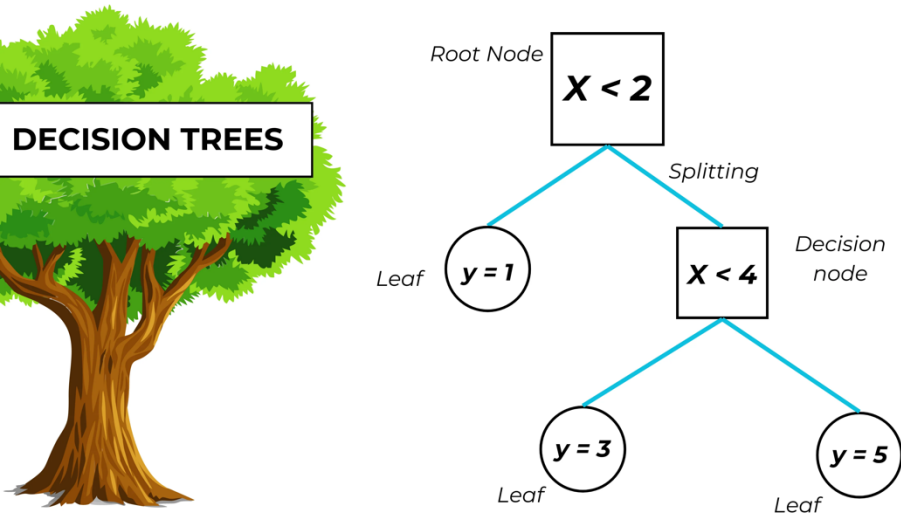 DECISION TREES
Root Node
X < 2
Splitting
Leaf
y = 1
X < 4
Decision
node
y = 3
Leaf
y = 5
Leaf